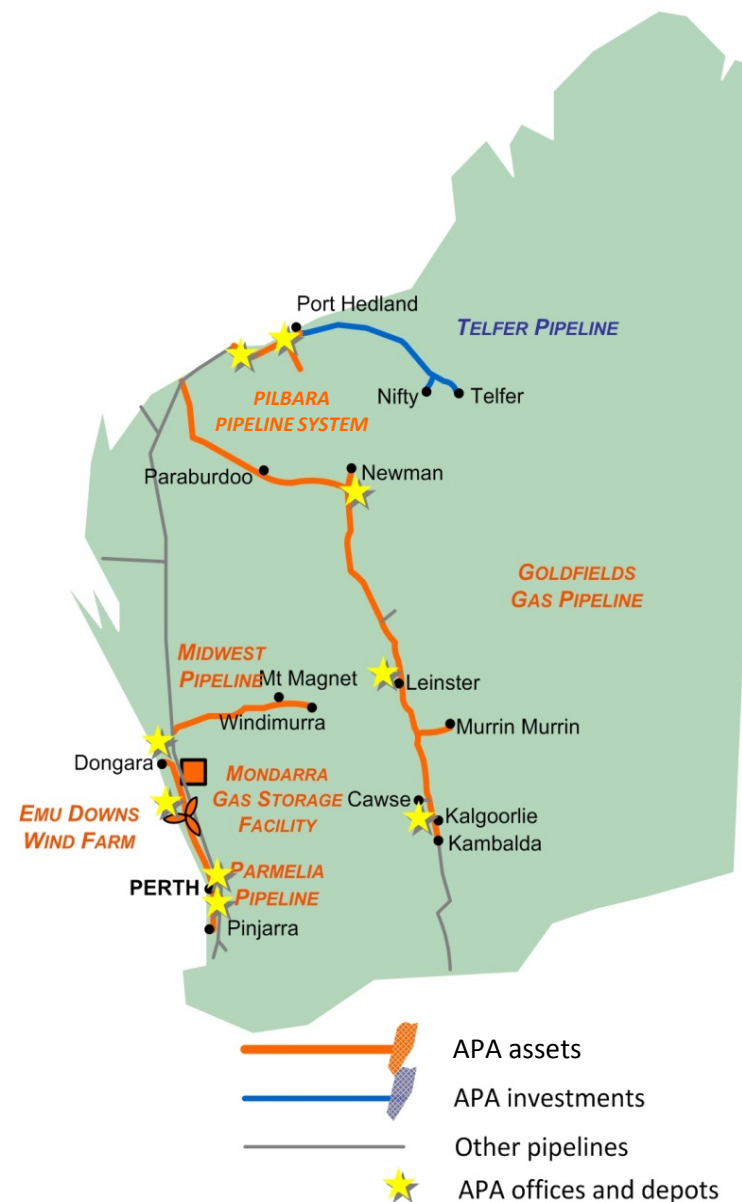 Port Hedland
TELFER PIPELINE
Nifty
Telfer
PILBARA
PIPELINE SYSTEM
Paraburdoo
Newman
GOLDFIELDS
GAS PIPELINE
MIDWEST
PIPELINE
Mt Magnet
Leinster
Windimurra
Murrin Murrin
Dongara
MONDARRA
GAS STORAGE
FACILITY
Cawse
EMU DOWNS
WIND FARM
Kalgoorlie
Kambalda
PERTH
PARMELIA
PIPELINE
Pinjarra
APA assets
APA investments
Other pipelines
APA offices and depots